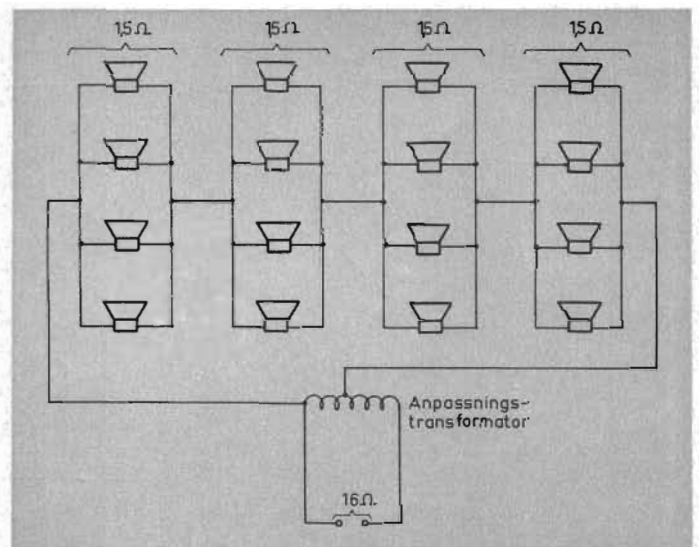 1,5Ω
1,5Ω
1,5Ω
1,5Ω
Anpassnings-
transformator
16Ω